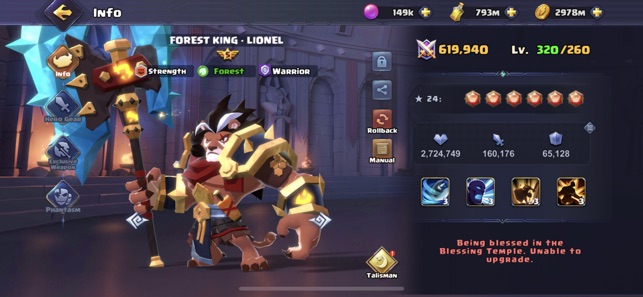 Info
149k
793m
2978m
FOREST KING - LIONEL
5
Strength
Forest
Warrior
Info
Hero Gear
Exclusive
Weapon
Phantasm
Rollback
Manual
Talisman
619,940
Lv. 320/260
★ 24:
2,724,749
160,176
65,128
3
3
3
3
Being blessed in the
Blessing Temple. Unable to
upgrade.